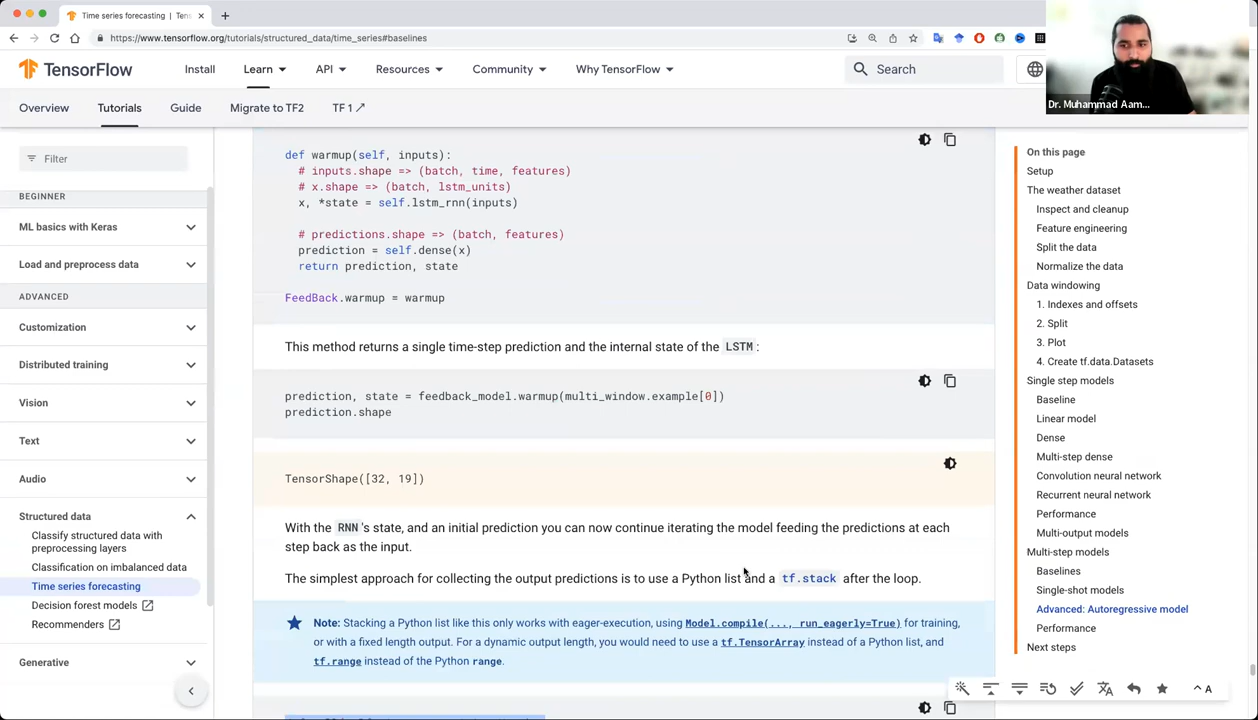 Time series forecasting | Tens
https://www.tensorflow.org/tutorials/structured_data/time_series#baselines
TensorFlow
Install
Learn
API
Resources
Community
Why TensorFlow
Search
Dr. Muhammad Aam...
Overview
Tutorials
Guide
Migrate to TF2
TF 1
Filter
BEGINNER
ML basics with Keras
Load and preprocess data
ADVANCED
Customization
Distributed training
Vision
Text
Audio
Structured data
Classify structured data with
preprocessing layers
Classification on imbalanced data
Time series forecasting
Decision forest models
Recommenders
Generative
def warmup(self, inputs):
# inputs.shape => (batch, time, features)
# x.shape => (batch, lstm_units)
x, *state = self.lstm_rnn(inputs)
# predictions.shape => (batch, features)
prediction = self.dense(x)
return prediction, state
FeedBack.warmup = warmup
This method returns a single time-step prediction and the internal state of the LSTM:
prediction, state = feedback_model.warmup(multi_window.example[0])
prediction.shape
TensorShape([32, 19])
With the RNN's state, and an initial prediction you can now continue iterating the model feeding the predictions at each
step back as the input.
The simplest approach for collecting the output predictions is to use a Python list and a tf.stack after the loop.
Note: Stacking a Python list like this only works with eager-execution, using Model.compile(..., run_eagerly=True) for training,
or with a fixed length output. For a dynamic output length, you would need to use a tf.TensorArray instead of a Python list, and
tf.range instead of the Python range.
On this page
Setup
The weather dataset
Inspect and cleanup
Feature engineering
Split the data
Normalize the data
Data windowing
1. Indexes and offsets
2. Split
3. Plot
4. Create tf.data.Datasets
Single step models
Baseline
Linear model
Dense
Multi-step dense
Convolution neural network
Recurrent neural network
Performance
Multi-output models
Multi-step models
Baselines
Single-shot models
Advanced: Autoregressive model
Performance
Next steps
A